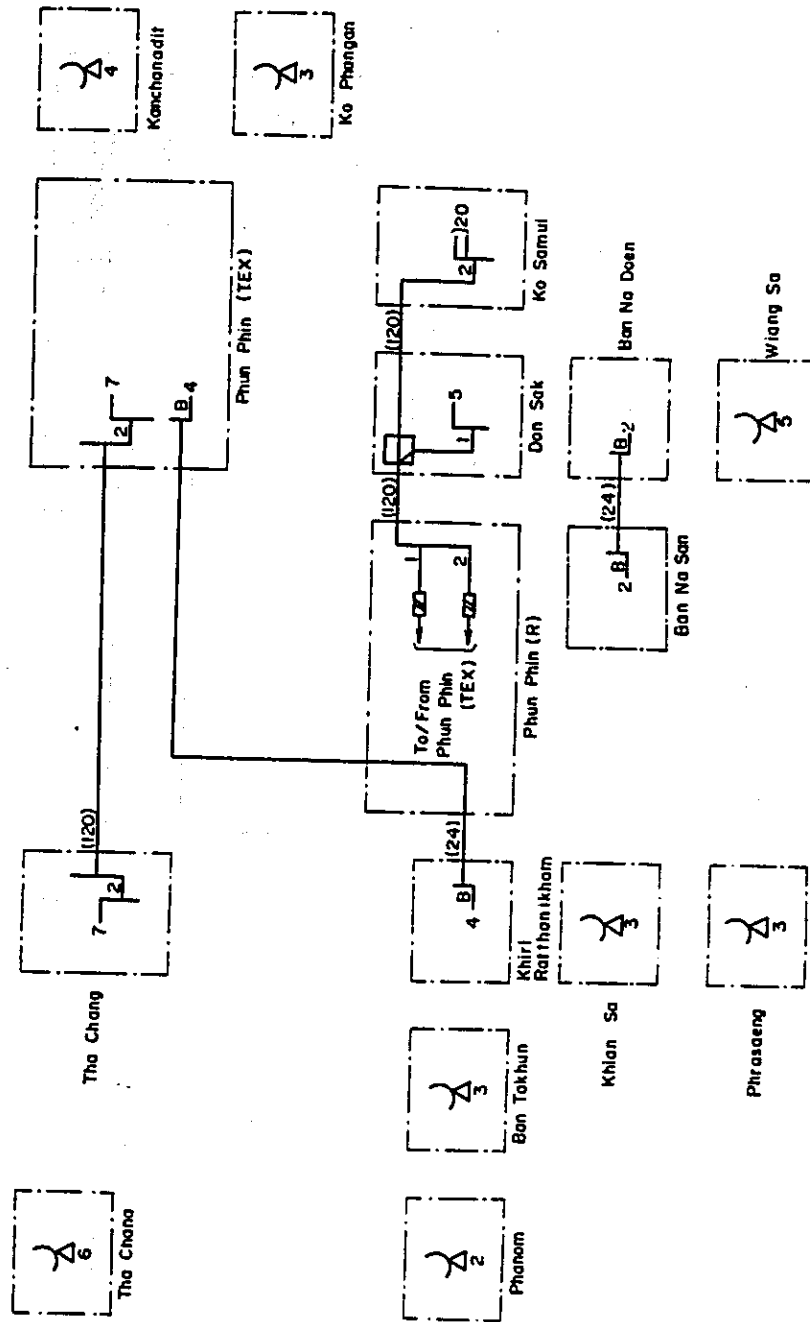 4
Kanchanadit
3
Ko Phangan
7
2
B 4
Phun Phin (TEX)
(120)
7
2
Tha Chang
6
Tha Chana
)20
2
Ko Samui
(120)
5
1
Don Sak
(120)
1
2
To/From
Phun Phin
(TEX)
Phun Phin (R)
(24)
B
4
Khiri
Ratthanikham
3
Ban Takhun
2
Phanom
B 2
Ban Na Doen
(24)
B
2
Ban Na San
3
Khian Sa
5
Wiang Sa
3
Phrasaeng